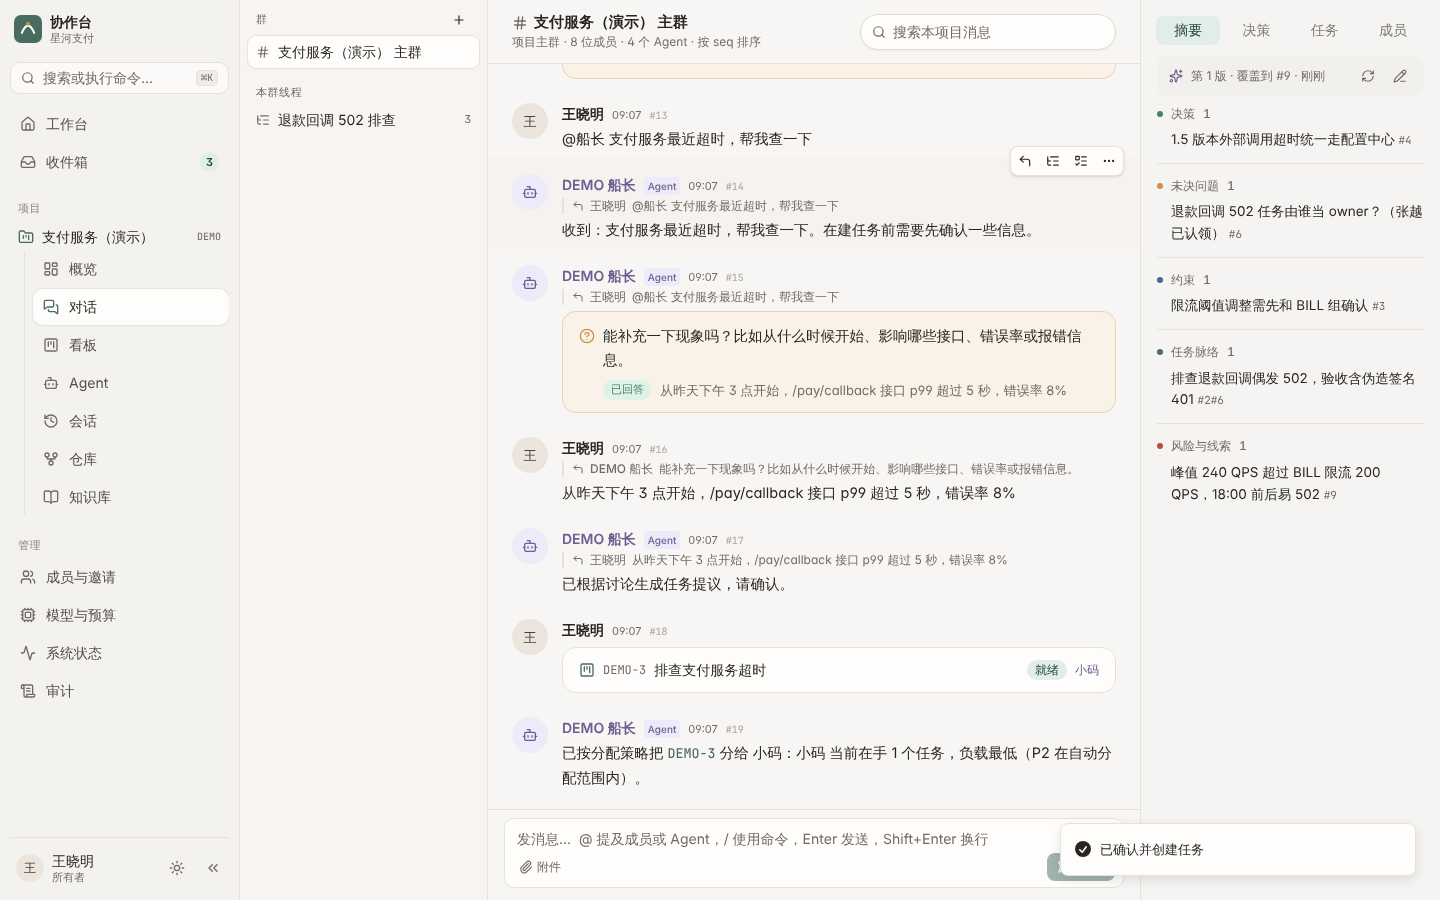 协作台
星河支付
搜索或执行命令...
⌘K
工作台
收件箱
3
项目
支付服务（演示）
DEMO
概览
对话
看板
Agent
会话
仓库
知识库
管理
成员与邀请
模型与预算
系统状态
审计
王
王晓明
所有者
群
支付服务（演示） 主群
本群线程
退款回调 502 排查
3
支付服务（演示） 主群
项目主群 · 8 位成员 · 4 个 Agent · 按 seq 排序
搜索本项目消息
王
王晓明 09:07 #13
@船长 支付服务最近超时，帮我查一下
DEMO 船长 Agent 09:07 #14
王晓明 @船长 支付服务最近超时，帮我查一下
收到：支付服务最近超时，帮我查一下。在建任务前需要先确认一些信息。
DEMO 船长 Agent 09:07 #15
王晓明 @船长 支付服务最近超时，帮我查一下
能补充一下现象吗？比如从什么时候开始、影响哪些接口、错误率或报错信
息。
已回答 从昨天下午 3 点开始，/pay/callback 接口 p99 超过 5 秒，错误率 8%
王
王晓明 09:07 #16
DEMO 船长 能补充一下现象吗？比如从什么时候开始、影响哪些接口、错误率或报错信息。
从昨天下午 3 点开始，/pay/callback 接口 p99 超过 5 秒，错误率 8%
DEMO 船长 Agent 09:07 #17
王晓明 从昨天下午 3 点开始，/pay/callback 接口 p99 超过 5 秒，错误率 8%
已根据讨论生成任务提议，请确认。
王
王晓明 09:07 #18
DEMO-3 排查支付服务超时 就绪 小码
DEMO 船长 Agent 09:07 #19
已按分配策略把 DEMO-3 分给 小码：小码 当前在手 1 个任务，负载最低（P2 在自动分
配范围内）。
发消息... @ 提及成员或 Agent，/ 使用命令，Enter 发送，Shift+Enter 换行
附件
摘要
决策
任务
成员
第 1 版 · 覆盖到 #9 · 刚刚
决策 1
1.5 版本外部调用超时统一走配置中心 #4
未决问题 1
退款回调 502 任务由谁当 owner？（张越
已认领） #6
约束 1
限流阈值调整需先和 BILL 组确认 #3
任务脉络 1
排查退款回调偶发 502，验收含伪造签名
401 #2#6
风险与线索 1
峰值 240 QPS 超过 BILL 限流 200
QPS，18:00 前后易 502 #9
已确认并创建任务